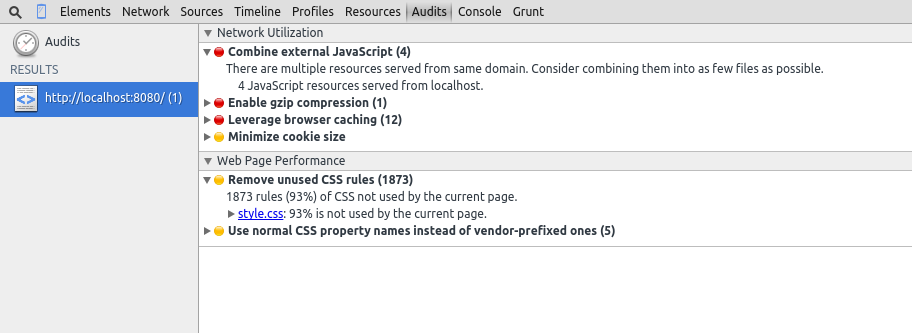 Elements Network Sources Timeline Profiles Resources Audits Console Grunt
Audits
RESULTS
http://localhost:8080/ (1)
Network Utilization
Combine external JavaScript (4)
There are multiple resources served from same domain. Consider combining them into as few files as possible.
4 JavaScript resources served from localhost.
Enable gzip compression (1)
Leverage browser caching (12)
Minimize cookie size
Web Page Performance
Remove unused CSS rules (1873)
1873 rules (93%) of CSS not used by the current page.
style.css: 93% is not used by the current page.
Use normal CSS property names instead of vendor-prefixed ones (5)